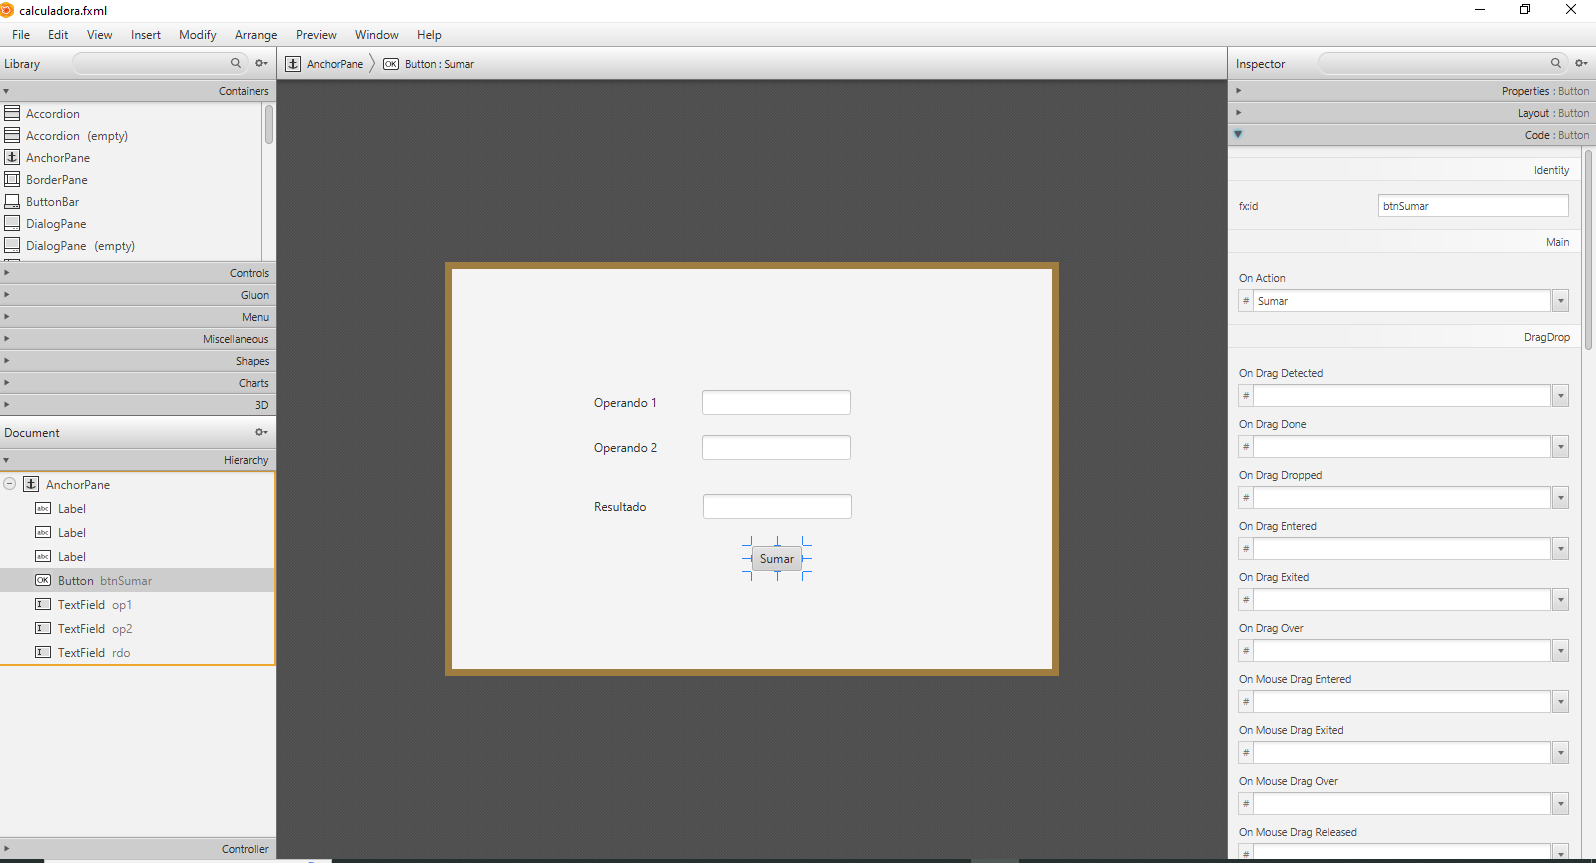 calculadora.fxml
File Edit View Insert Modify Arrange Preview Window Help
Library
Containers
Accordion
Accordion (empty)
AnchorPane
BorderPane
ButtonBar
DialogPane
DialogPane (empty)
Controls
Gluon
Menu
Miscellaneous
Shapes
Charts
3D
Document
Hierarchy
AnchorPane
abc Label
abc Label
abc Label
OK Button btnSumar
TextField op1
TextField op2
TextField rdo
Controller
AnchorPane OK Button : Sumar
Operando 1
Operando 2
Resultado
Sumar
Inspector
Properties : Button
Layout : Button
Code : Button
Identity
fx:id btnSumar
Main
On Action
# Sumar
DragDrop
On Drag Detected
#
On Drag Done
#
On Drag Dropped
#
On Drag Entered
#
On Drag Exited
#
On Drag Over
#
On Mouse Drag Entered
#
On Mouse Drag Exited
#
On Mouse Drag Over
#
On Mouse Drag Released
#